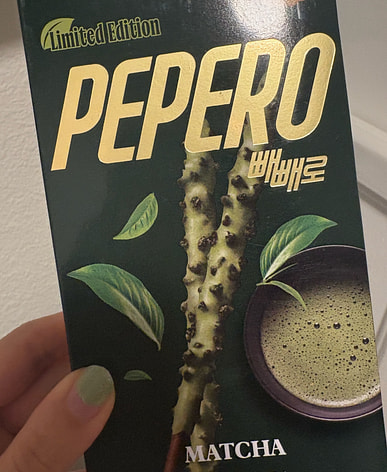 Limited Edition
PEPERO
빼빼로
MATCHA